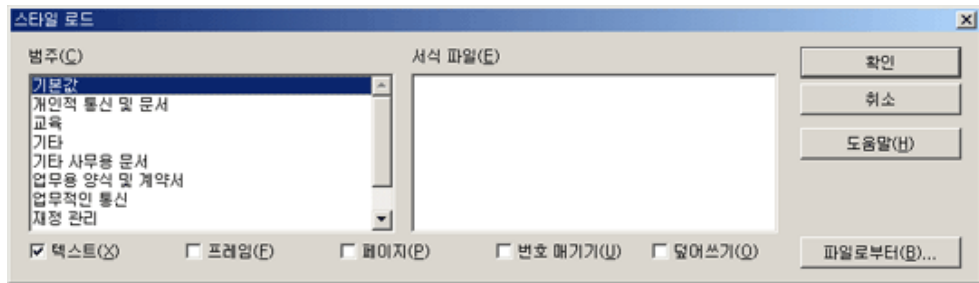 스타일 로드
범주(C)
서식 파일(E)
기본값
개인적 통신 및 문서
교육
기타
기타 사무용 문서
업무용 양식 및 계약서
업무적인 통신
재정 관리
확인
취소
도움말(H)
텍스트(X) 프레임(F) 페이지(P) 번호 매기기(U) 덮어쓰기(O) 파일로부터(B)...